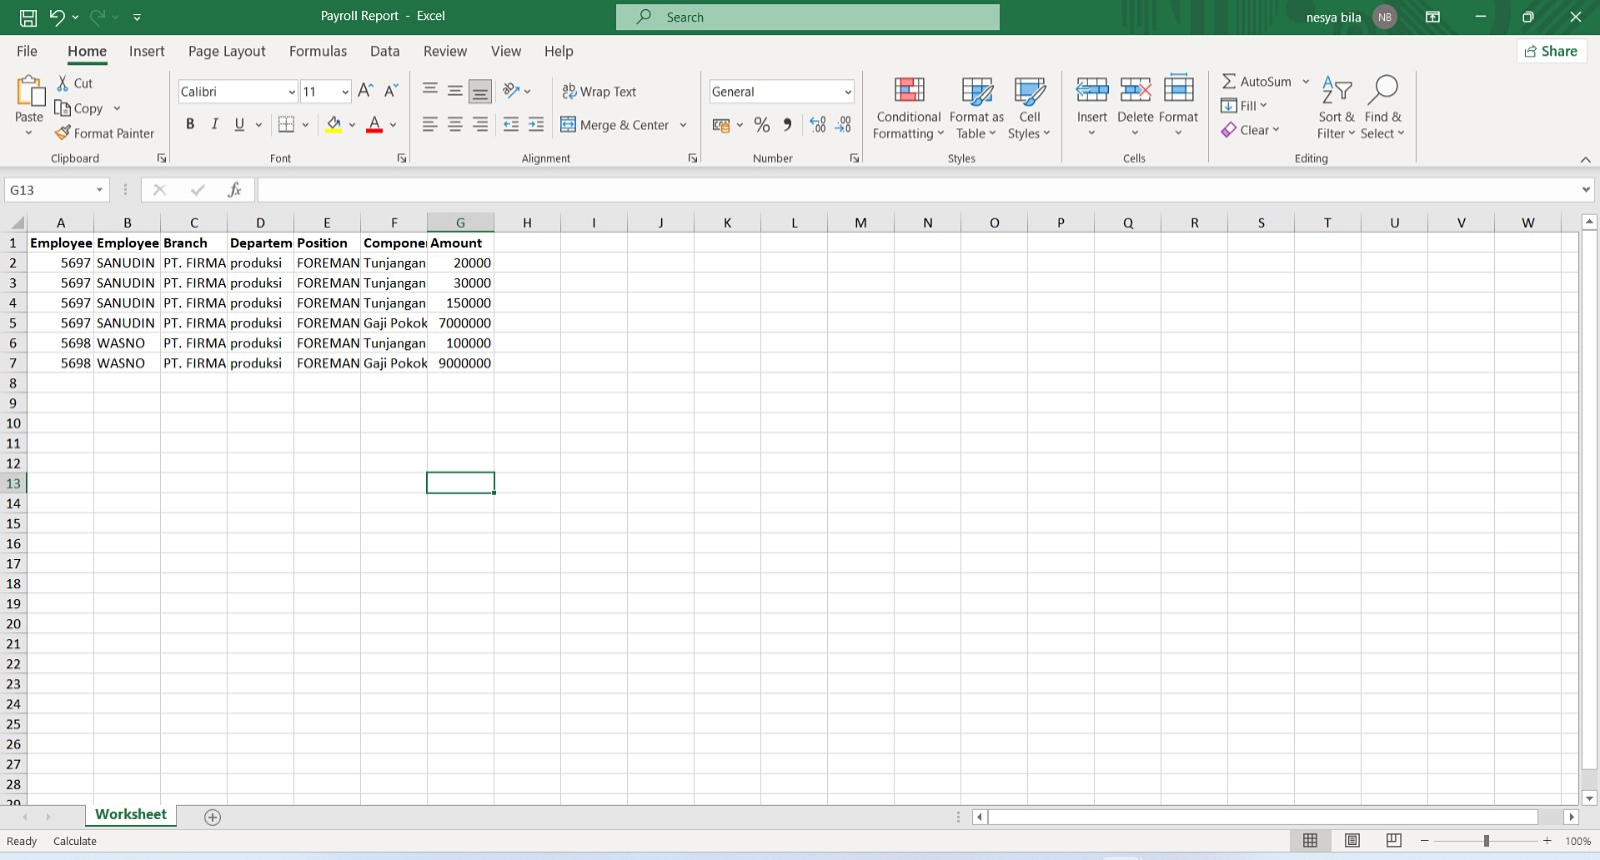 Payroll Report - Excel
Search
nesya bila NB
File Home Insert Page Layout Formulas Data Review View Help Share
Paste Cut Copy Format Painter
Clipboard
Calibri 11 A A
B I U A
Font
Wrap Text
Merge & Center
Alignment
General
% 9 .00 .00
Number
Conditional Formatting Format as Table Cell Styles
Styles
Insert Delete Format
Cells
AutoSum
Fill
Clear
Sort & Filter Find & Select
Editing
G13 fx
A B C D E F G H I J K L M N O P Q R S T U V W
1 Employee Employee Branch Departem Position Compone Amount
2 5697 SANUDIN PT. FIRMA produksi FOREMAN Tunjangan 20000
3 5697 SANUDIN PT. FIRMA produksi FOREMAN Tunjangan 30000
4 5697 SANUDIN PT. FIRMA produksi FOREMAN Tunjangan 150000
5 5697 SANUDIN PT. FIRMA produksi FOREMAN Gaji Pokok 7000000
6 5698 WASNO PT. FIRMA produksi FOREMAN Tunjangan 100000
7 5698 WASNO PT. FIRMA produksi FOREMAN Gaji Pokok 9000000
8
9
10
11
12
13
14
15
16
17
18
19
20
21
22
23
24
25
26
27
28
29
Worksheet
Ready Calculate 100%